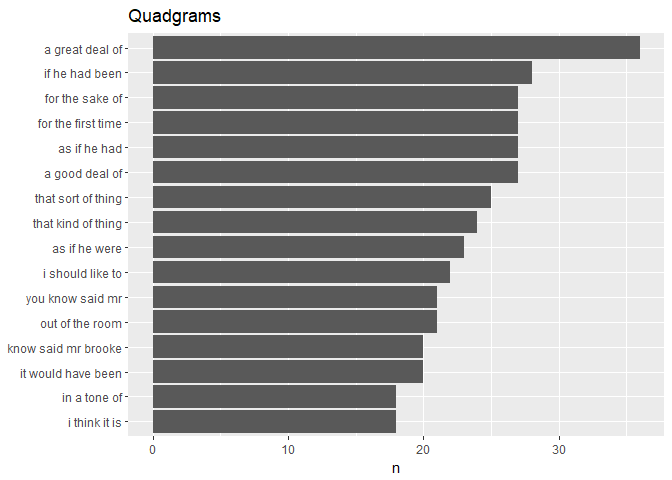 Quadgrams
a great deal of
if he had been
for the sake of
for the first time
as if he had
a good deal of
that sort of thing
that kind of thing
as if he were
i should like to
you know said mr
out of the room
know said mr brooke
it would have been
in a tone of
i think it is
0 10 20 30
n